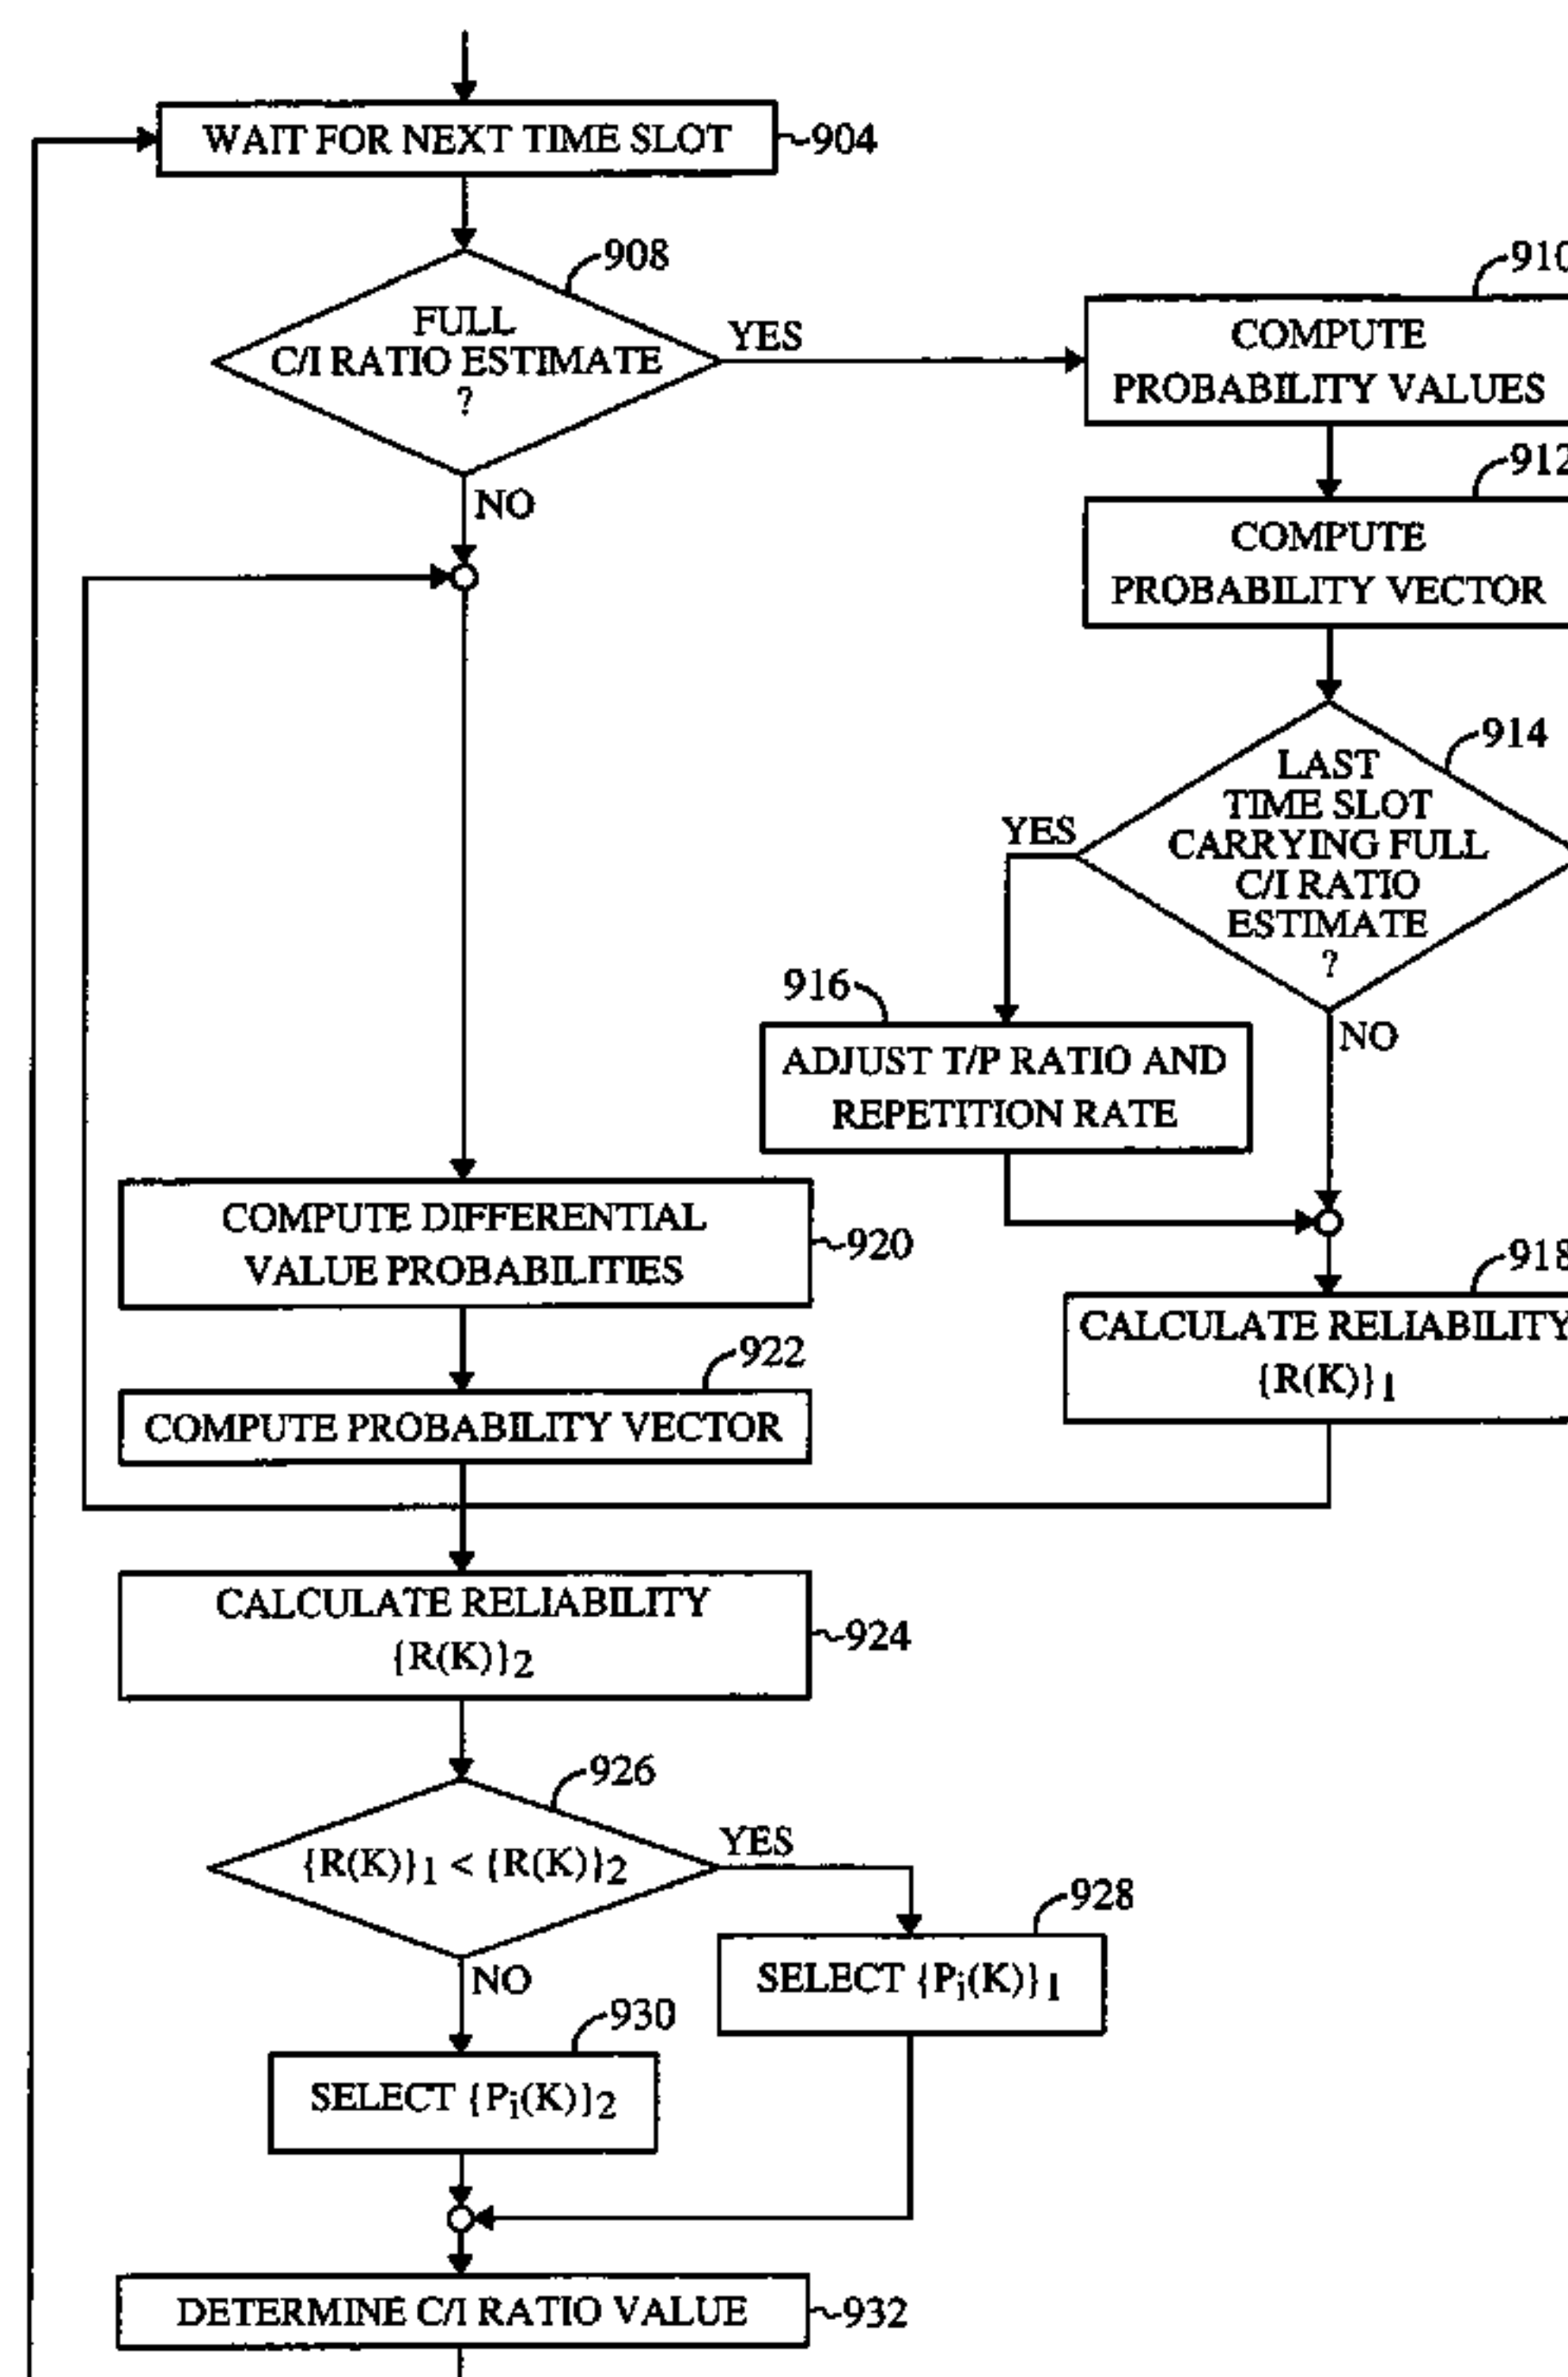 WAIT FOR NEXT TIME SLOT
904
908
FULL
C/I RATIO ESTIMATE
?
YES
NO
910
COMPUTE
PROBABILITY VALUES
912
COMPUTE
PROBABILITY VECTOR
914
LAST
TIME SLOT
CARRYING FULL
C/I RATIO
ESTIMATE
?
YES
NO
916
ADJUST T/P RATIO AND
REPETITION RATE
918
CALCULATE RELIABILITY
{R(K)}1
COMPUTE DIFFERENTIAL
VALUE PROBABILITIES
920
922
COMPUTE PROBABILITY VECTOR
CALCULATE RELIABILITY
{R(K)}2
924
926
{R(K)}1 < {R(K)}2
YES
NO
928
SELECT {Pi(K)}1
930
SELECT {Pi(K)}2
DETERMINE C/I RATIO VALUE
932